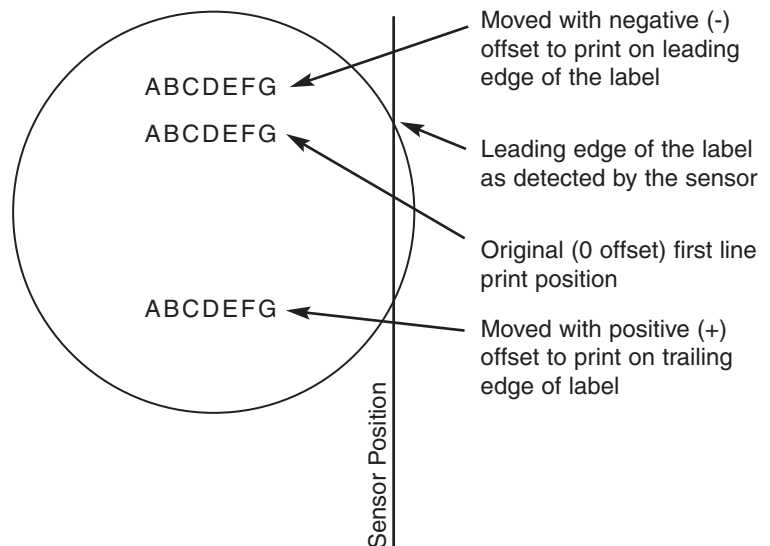 Moved with negative (-)
offset to print on leading
edge of the label
ABCDEFG
ABCDEFG
Leading edge of the label
as detected by the sensor
Original (0 offset) first line
print position
ABCDEFG
Moved with positive (+)
offset to print on trailing
edge of label
Sensor Position